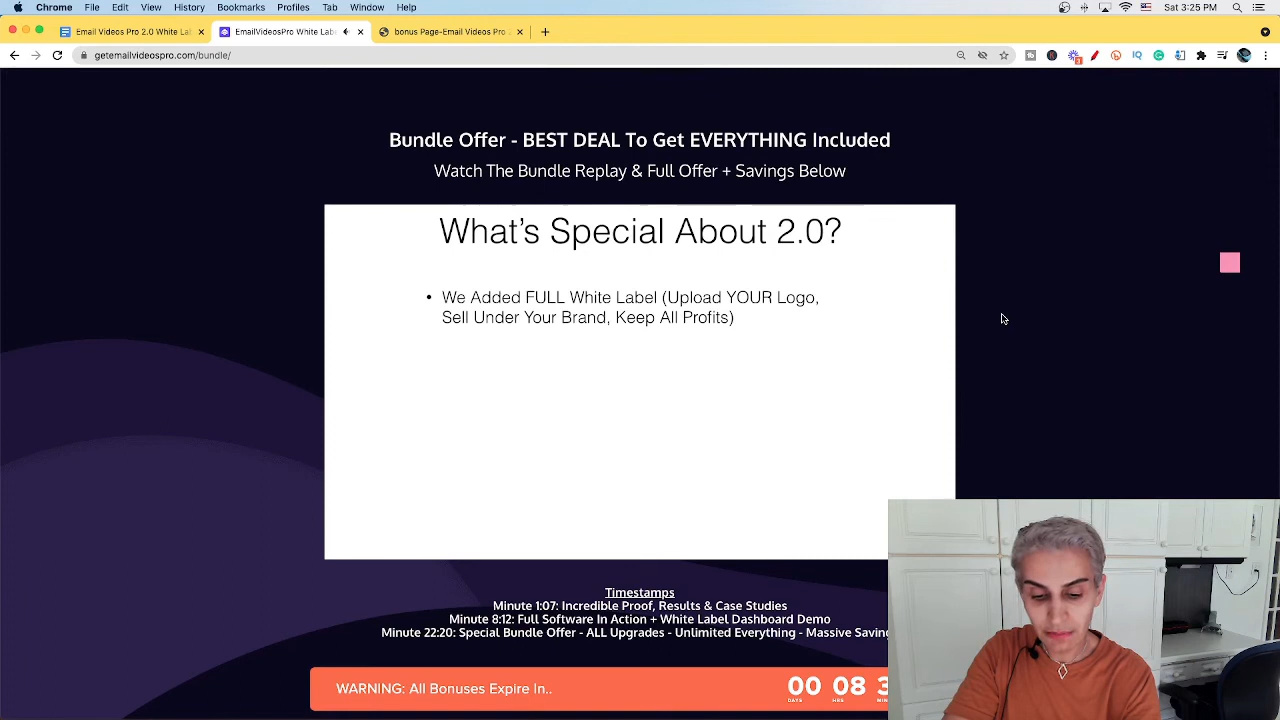 Chrome File Edit View History Bookmarks Profiles Tab Window Help Sat 3:25 PM
Email Videos Pro 2.0 White Lab EmailVideosPro White Lab bonus Page-Email Videos Pro
getemailvideospro.com/bundle/
Bundle Offer - BEST DEAL To Get EVERYTHING Included
Watch The Bundle Replay & Full Offer + Savings Below
What's Special About 2.0?
• We Added FULL White Label (Upload YOUR Logo,
Sell Under Your Brand, Keep All Profits)
Timestamps
Minute 1:07: Incredible Proof, Results & Case Studies
Minute 8:12: Full Software In Action + White Label Dashboard Demo
Minute 22:20: Special Bundle Offer - ALL Upgrades - Unlimited Everything - Massive Savin
WARNING: All Bonuses Expire In.. 00 08 3
DAYS HRS MIN